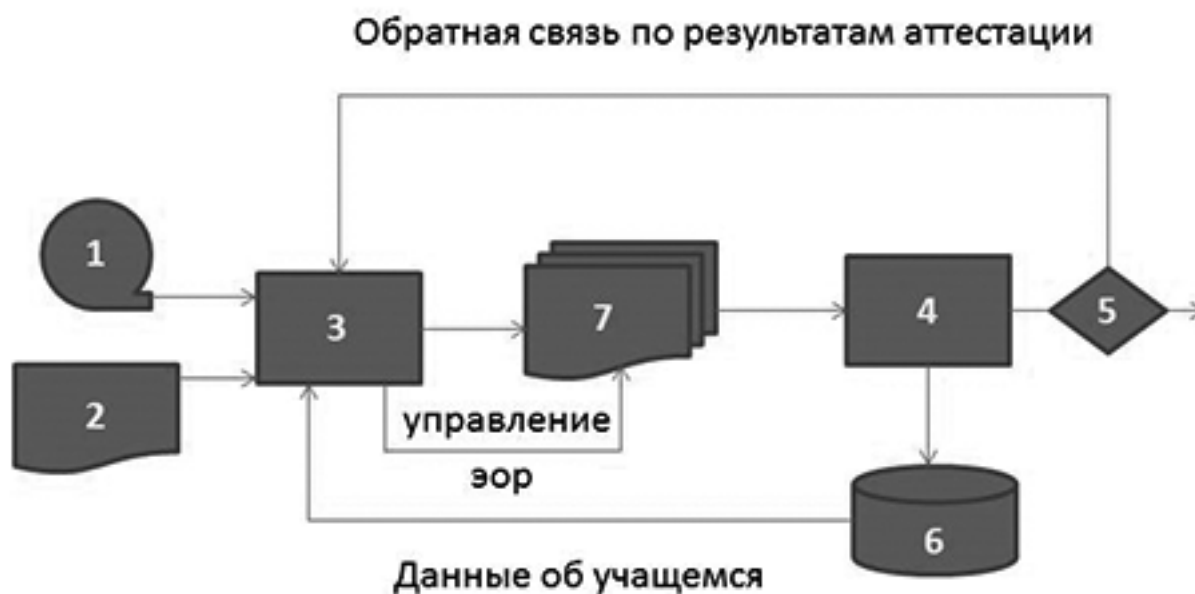 Обратная связь по результатам аттестации
1
2
3
7
4
5
управление
эор
6
Данные об учащемся